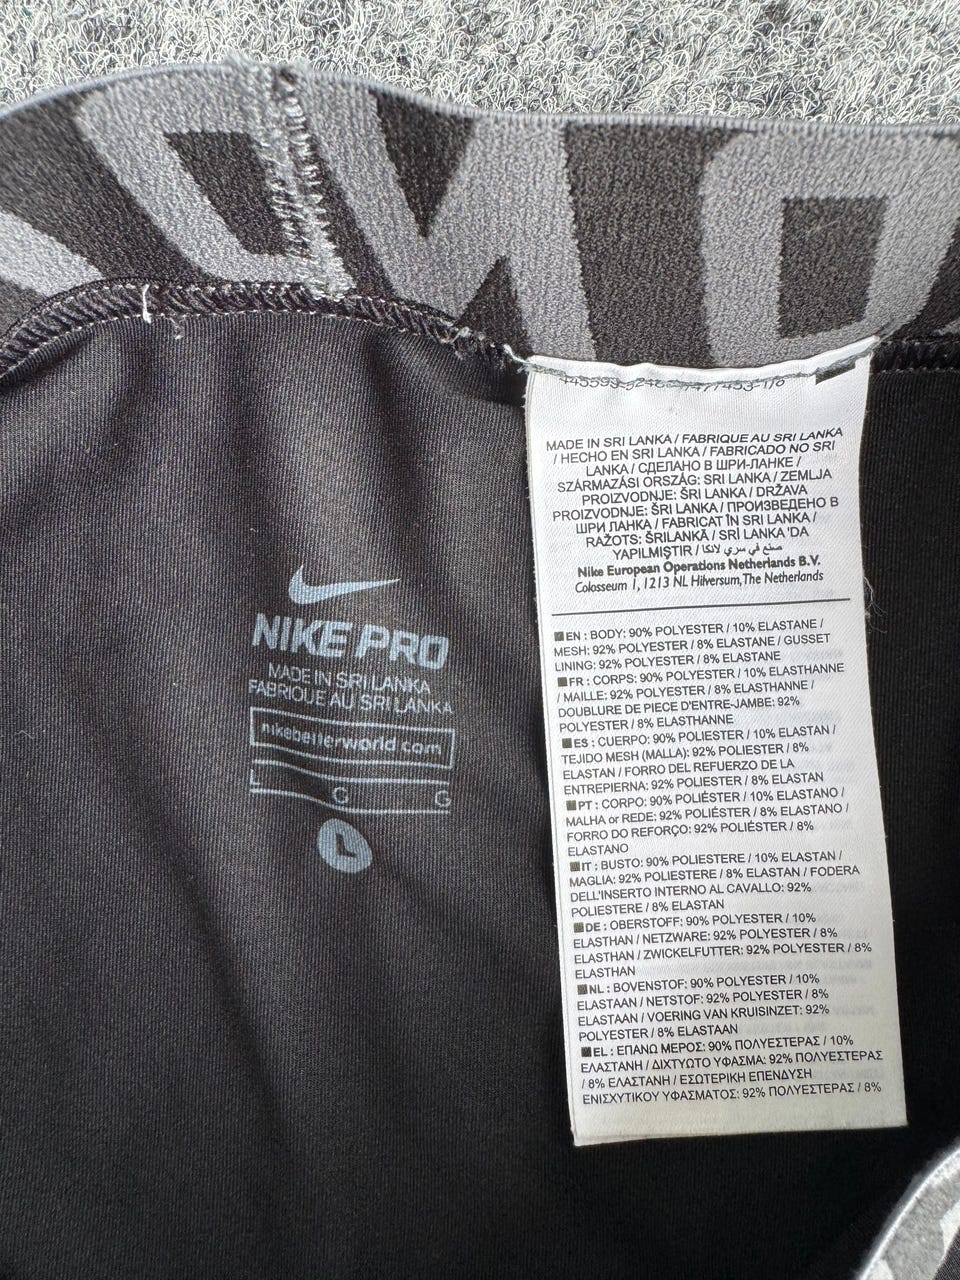 NIKE PRO
MADE IN SRI LANKA
FABRIQUE AU SRI LANKA
nikebetterworld.com
L G G
L
MADE IN SRI LANKA / FABRIQUE AU SRI LANKA
/ HECHO EN SRI LANKA / FABRICADO NO SRI
LANKA / СДЕЛАНО В ШРИ-ЛАНКЕ /
SZÁRMAZÁSI ORSZÁG: SRI LANKA / ZEMLJA
PROIZVODNJE: ŠRI LANKA / DRŽAVA
PROIZVODNJE: ŠRI LANKA / ПРОИЗВЕДЕНО В
ШРИ ЛАНКА / FABRICAT ÎN SRI LANKA /
RAŽOTS: ŠRILANKĀ / SRİ LANKA 'DA
YAPILMIŞTIR / صنع في سري لانكا
Nike European Operations Netherlands B.V.
Colosseum 1, 1213 NL Hilversum, The Netherlands
EN : BODY: 90% POLYESTER / 10% ELASTANE /
MESH: 92% POLYESTER / 8% ELASTANE / GUSSET
LINING: 92% POLYESTER / 8% ELASTANE
FR : CORPS: 90% POLYESTER / 10% ELASTHANNE
/ MAILLE: 92% POLYESTER / 8% ELASTHANNE /
DOUBLURE DE PIECE D'ENTRE-JAMBE: 92%
POLYESTER / 8% ELASTHANNE
ES : CUERPO: 90% POLIÉSTER / 10% ELASTAN /
TEJIDO MESH (MALLA): 92% POLIESTER / 8%
ELASTAN / FORRO DEL REFUERZO DE LA
ENTREPIERNA: 92% POLIESTER / 8% ELASTAN
PT : CORPO: 90% POLIÉSTER / 10% ELASTANO /
MALHA or REDE: 92% POLIÉSTER / 8% ELASTANO /
FORRO DO REFORÇO: 92% POLIÉSTER / 8%
ELASTANO
IT : BUSTO: 90% POLIESTERE / 10% ELASTAN /
MAGLIA: 92% POLIESTERE / 8% ELASTAN / FODERA
DELL'INSERTO INTERNO AL CAVALLO: 92%
POLIESTERE / 8% ELASTAN
DE : OBERSTOFF: 90% POLYESTER / 10%
ELASTHAN / NETZWARE: 92% POLYESTER / 8%
ELASTHAN / ZWICKELFUTTER: 92% POLYESTER / 8%
ELASTHAN
NL : BOVENSTOF: 90% POLYESTER / 10%
ELASTAAN / NETSTOF: 92% POLYESTER / 8%
ELASTAAN / VOERING VAN KRUISINZET: 92%
POLYESTER / 8% ELASTAAN
EL : ΕΠΑΝΩ ΜΕΡΟΣ: 90% ΠΟΛΥΕΣΤΕΡΑΣ / 10%
ΕΛΑΣΤΑΝΗ / ΔΙΧΤΥΩΤΟ ΥΦΑΣΜΑ: 92% ΠΟΛΥΕΣΤΕΡΑΣ
/ 8% ΕΛΑΣΤΑΝΗ / ΕΣΩΤΕΡΙΚΗ ΕΠΕΝΔΥΣΗ
ΕΝΙΣΧΥΤΙΚΟΥ ΥΦΑΣΜΑΤΟΣ: 92% ΠΟΛΥΕΣΤΕΡΑΣ / 8%